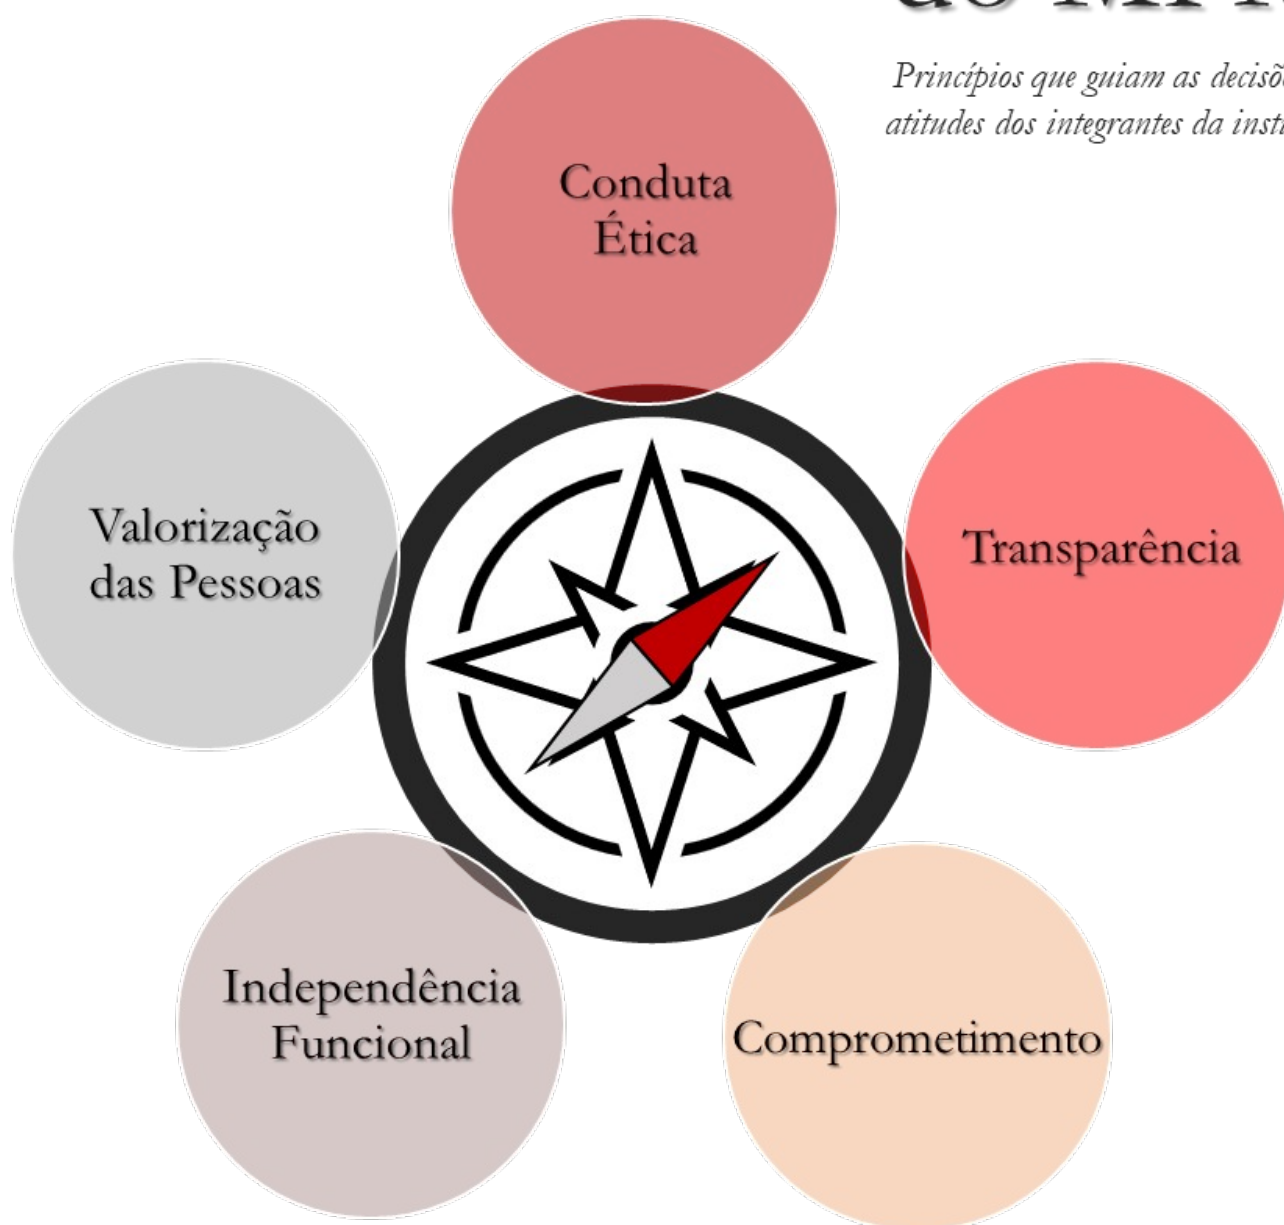 Princípios que guiam as
atitudes dos integrantes da
Conduta
Ética
Valorização
das Pessoas
Transparência
Independência
Funcional
Comprometimento